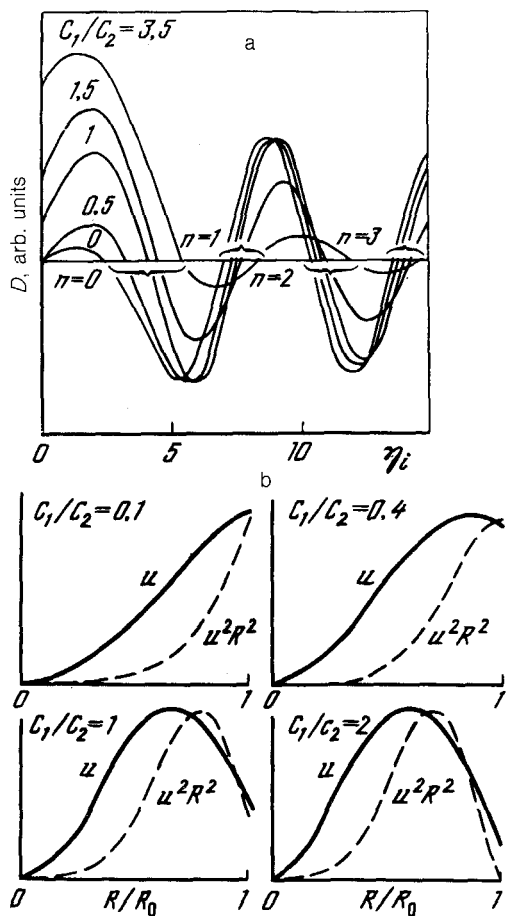 a
C₁/C₂ = 3,5
1,5
1
0.5
0
n=0
n=1
n=2
n=3
D, arb. units
0 5 10 ηᵢ
b
C₁/C₂ = 0.1
u
u²R²
0 1
C₁/C₂ = 0.4
u
u²R²
0 1
C₁/C₂ = 1
u
u²R²
0 R/R₀ 1
C₁/C₂ = 2
u
u²R²
0 R/R₀ 1